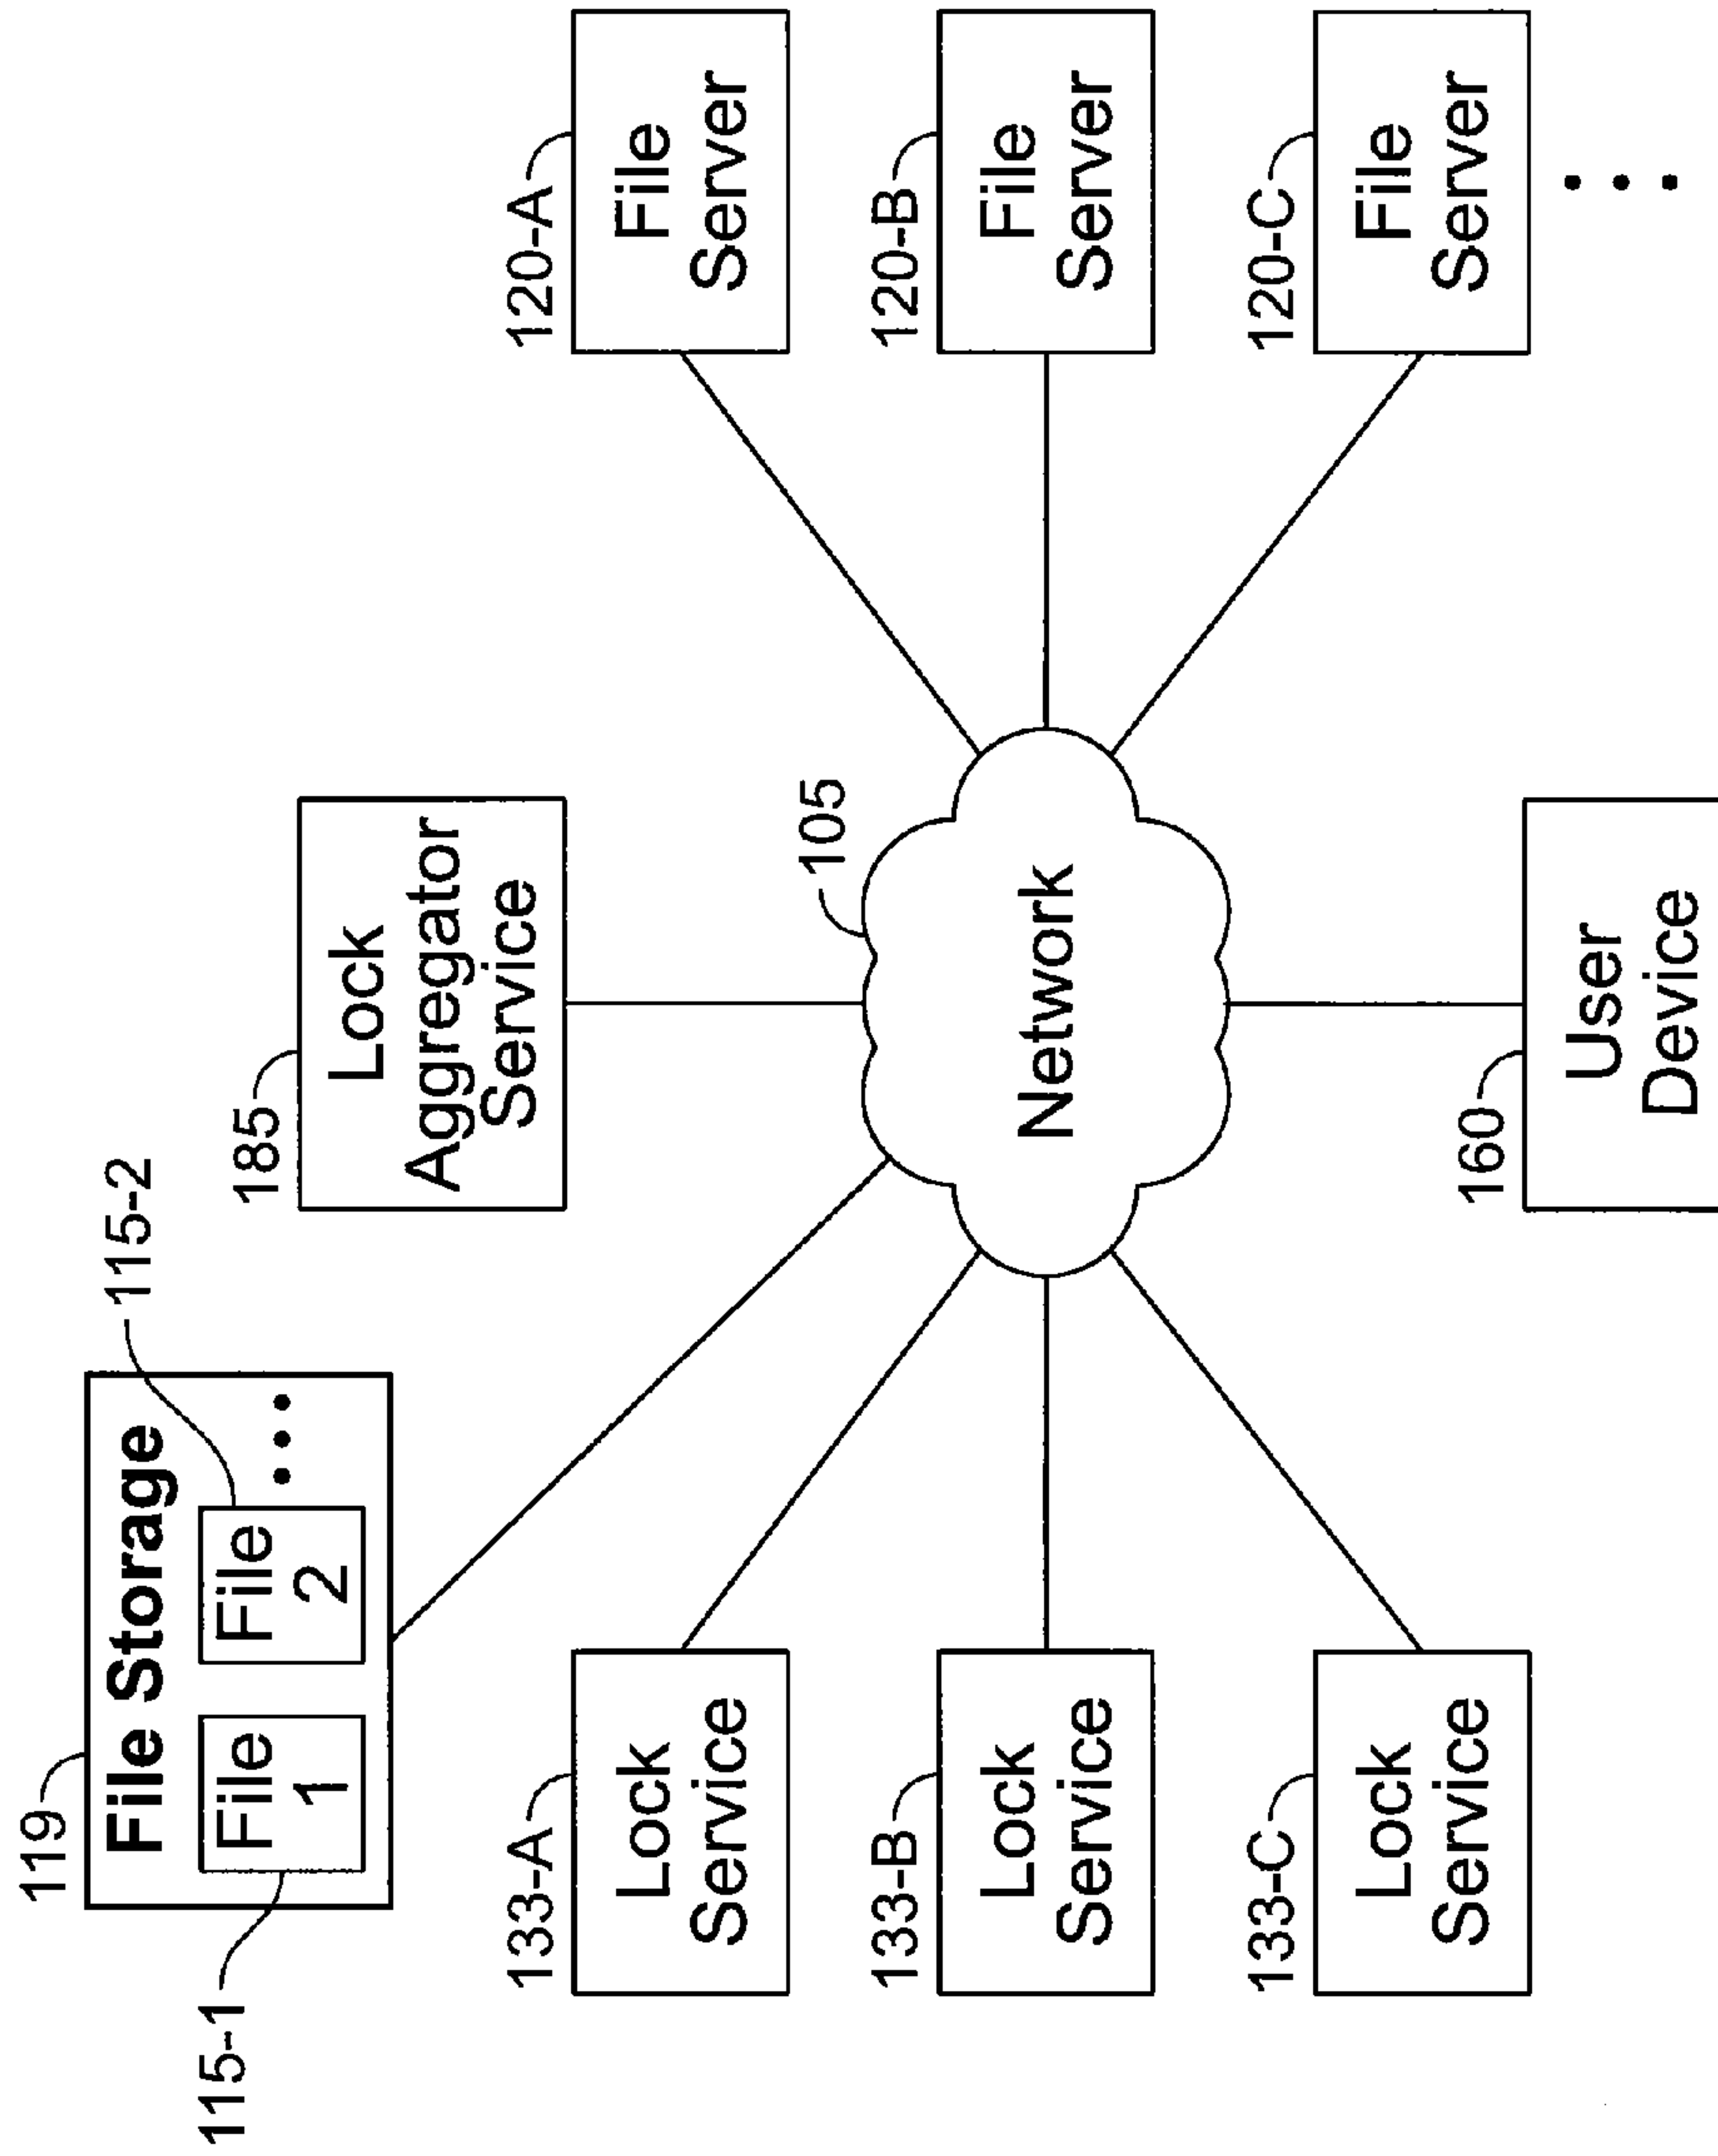 119
File Storage
115-1
File
1
File
2
115-2
185
Lock
Aggregator
Service
133-A
Lock
Service
120-A
File
Server
105
Network
133-B
Lock
Service
120-B
File
Server
133-C
Lock
Service
120-C
File
Server
160
User
Device